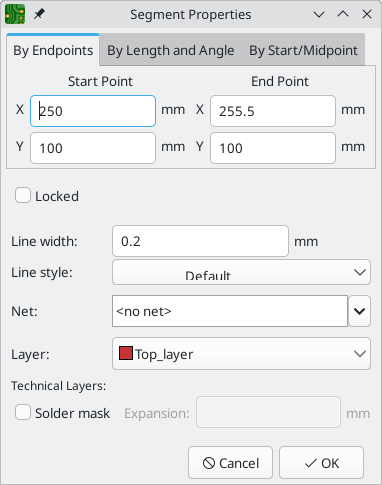 Segment Properties
By Endpoints By Length and Angle By Start/Midpoint
Start Point End Point
X 250 mm X 255.5 mm
Y 100 mm Y 100 mm
Locked
Line width: 0.2 mm
Line style: Default
Net: <no net>
Layer: Top_layer
Technical Layers:
Solder mask Expansion: mm
Cancel OK